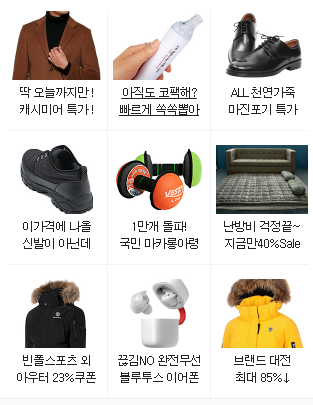 딱 오늘까지만!
캐시미어 특가!
아직도 코팩해?
빠르게 쏙쏙뽑아
ALL 천연가죽
마진포기 특가
이가격에 나올
신발이 아닌데
1만개 돌파!
국민 마카롱아령
난방비 걱정끝~
지금만40%Sale
빈폴스포츠 외
아우터 23%쿠폰
끊김NO 완전무선
블루투스 이어폰
브랜드 대전
최대 85%↓